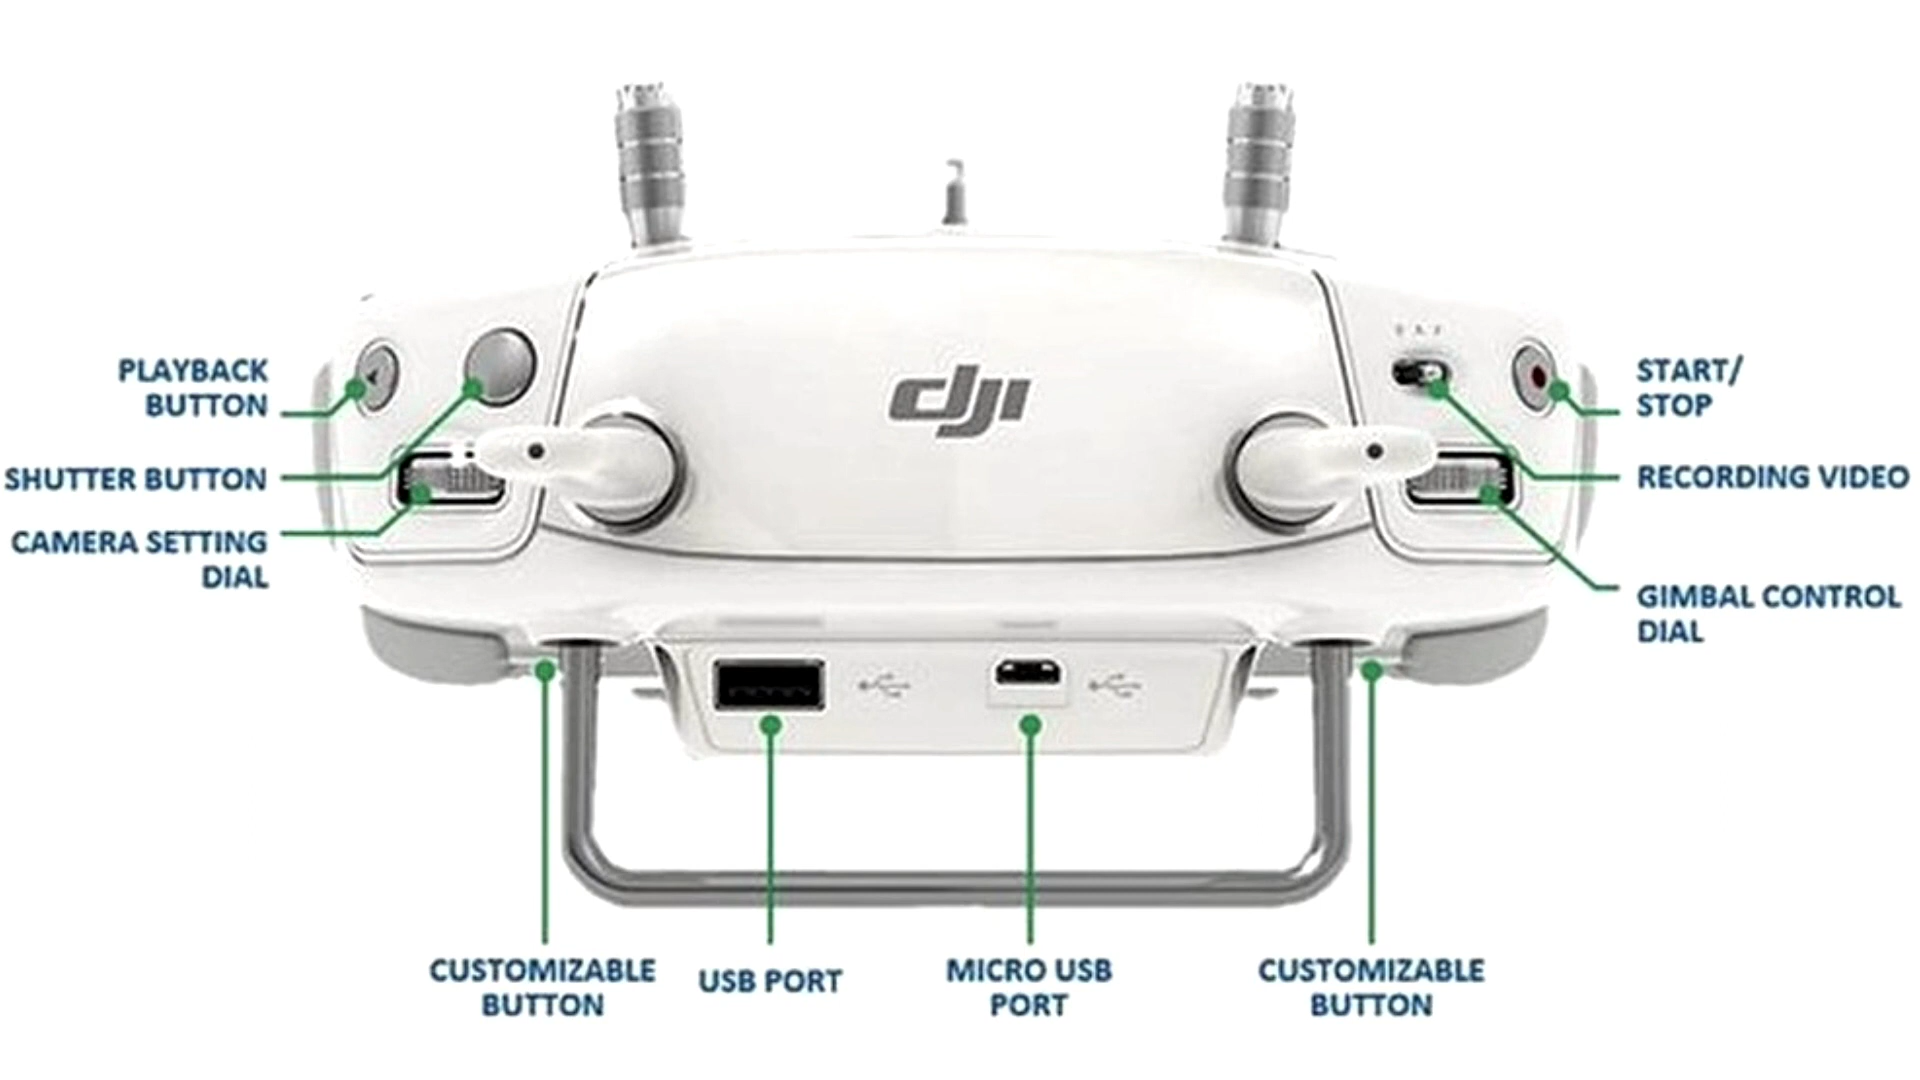 dji
PLAYBACK
BUTTON
SHUTTER BUTTON
CAMERA SETTING
DIAL
START/
STOP
RECORDING VIDEO
GIMBAL CONTROL
DIAL
CUSTOMIZABLE
BUTTON
USB PORT
MICRO USB
PORT
CUSTOMIZABLE
BUTTON